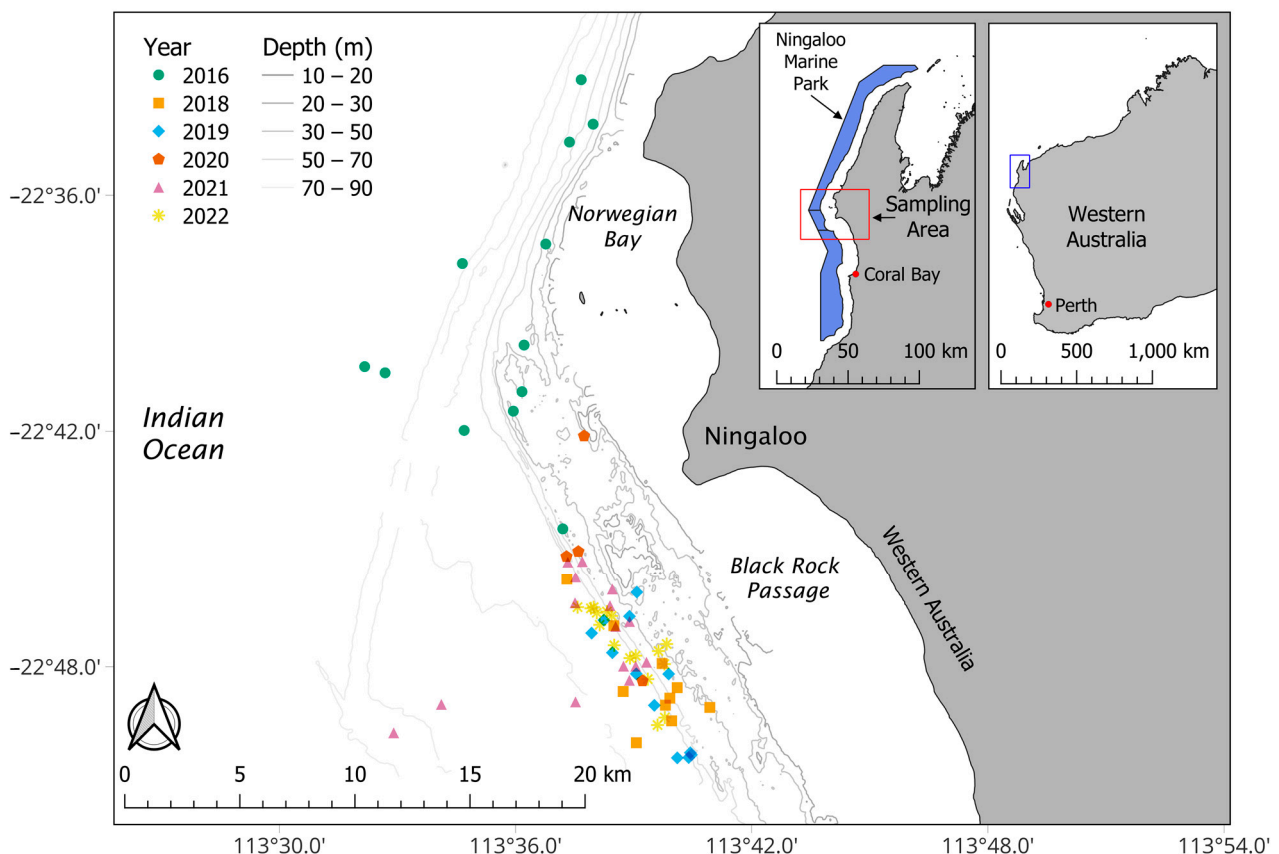 Year
2016
2018
2019
2020
2021
2022
Depth (m)
10 – 20
20 – 30
30 – 50
50 – 70
70 – 90
Norwegian
Bay
Indian
Ocean
Ningaloo
Black Rock
Passage
Western Australia
Ningaloo
Marine
Park
Sampling
Area
Coral Bay
0 50 100 km
Western
Australia
Perth
0 500 1,000 km
−22°36.0'
−22°42.0'
−22°48.0'
0 5 10 15 20 km
113°30.0' 113°36.0' 113°42.0' 113°48.0' 113°54.0'